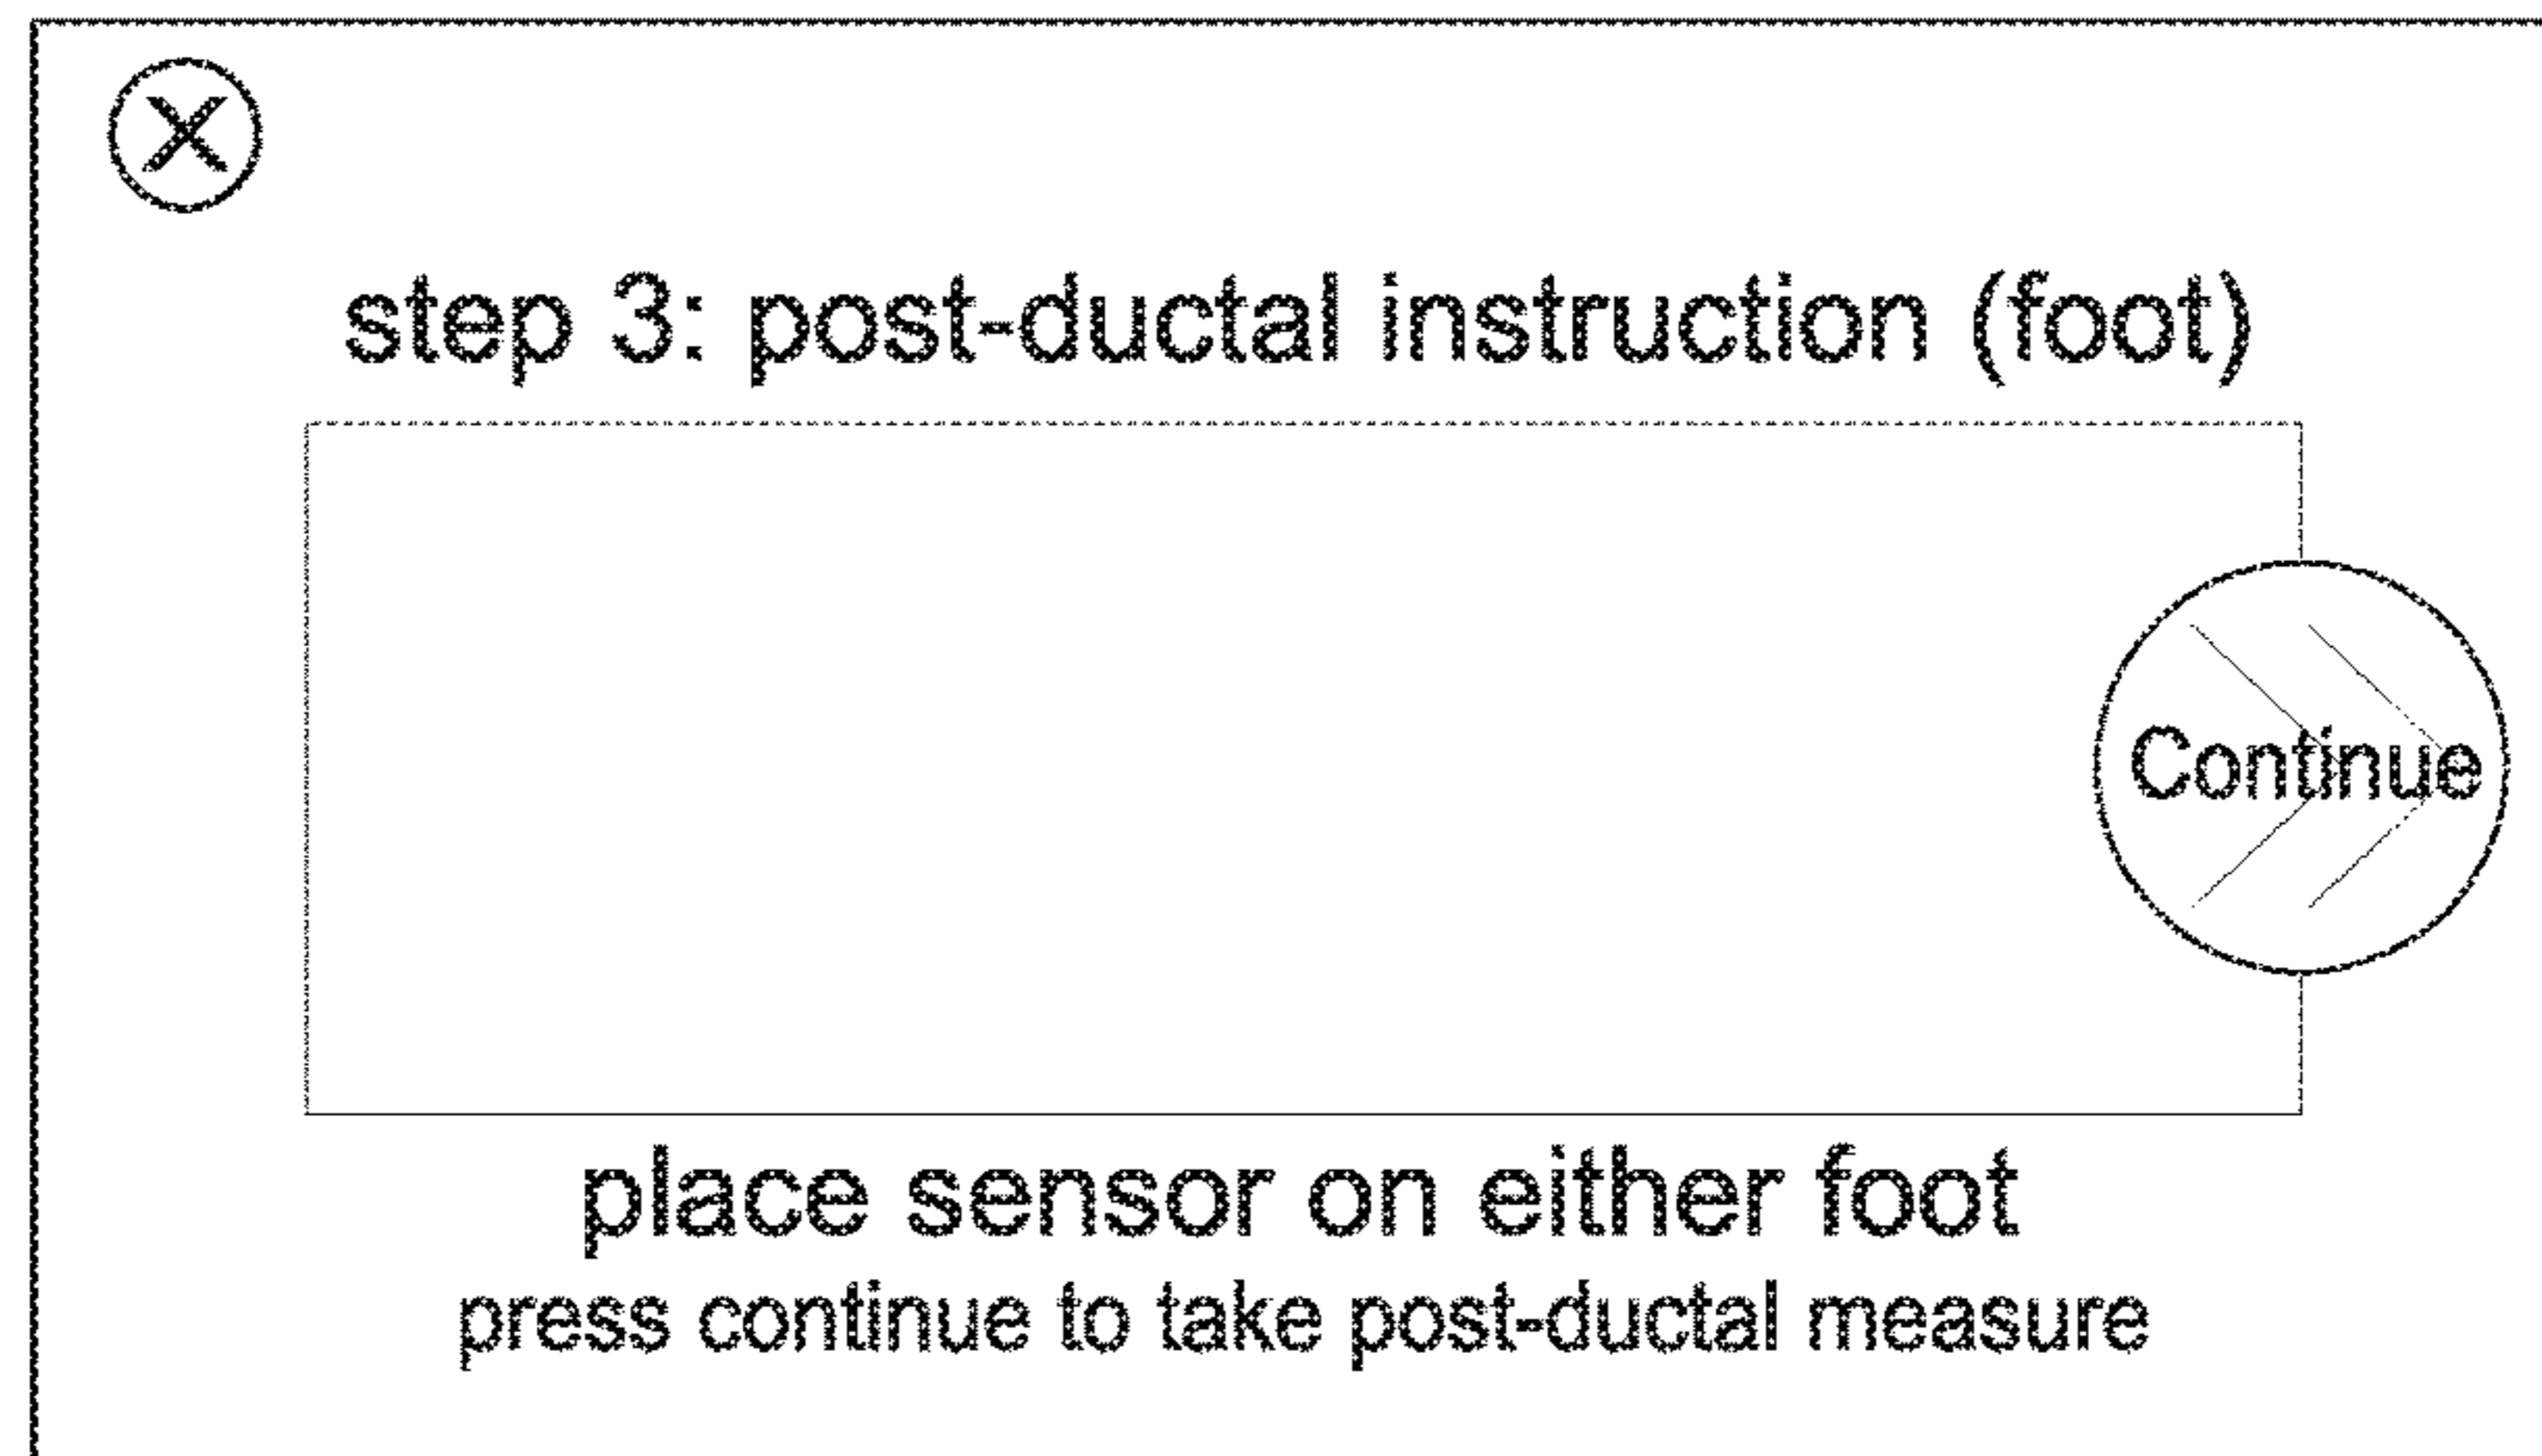 step 3: post-ductal instruction (foot)
Continue
place sensor on either foot
press continue to take post-ductal measure